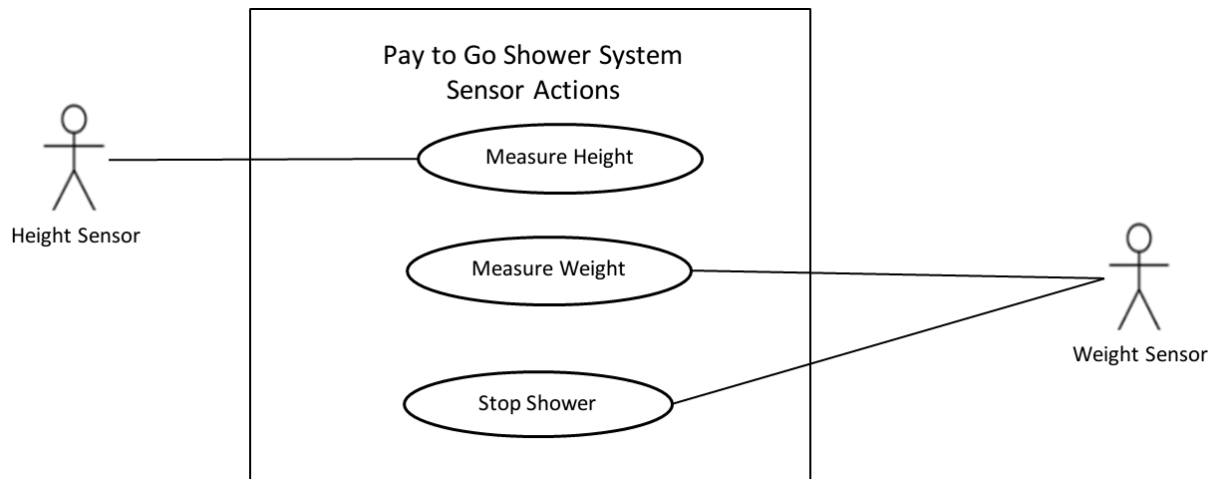 Pay to Go Shower System
Sensor Actions
Measure Height
Height Sensor
Measure Weight
Weight Sensor
Stop Shower